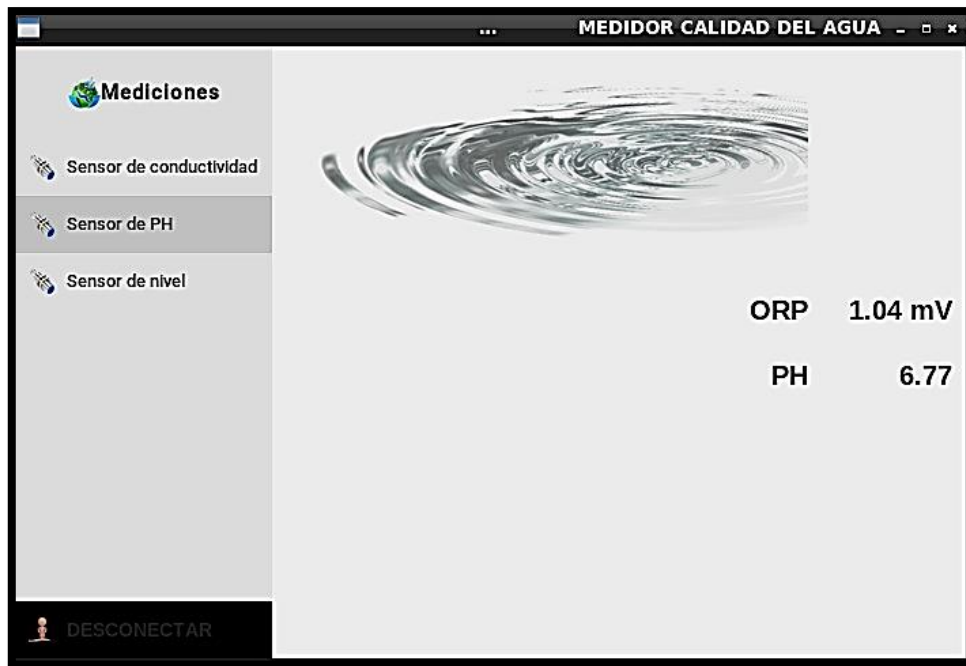 ... MEDIDOR CALIDAD DEL AGUA
Mediciones
Sensor de conductividad
Sensor de PH
Sensor de nivel
ORP 1.04 mV
PH 6.77
DESCONECTAR